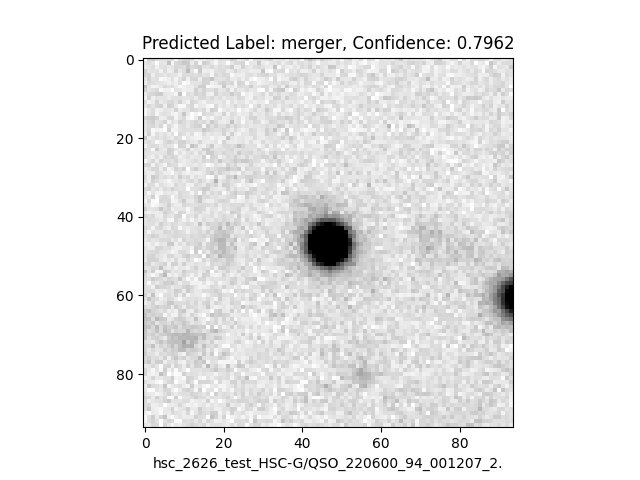 Predicted Label: merger, Confidence: 0.7962
0
20
40
60
80
0 20 40 60 80
hsc_2626_test_HSC-G/QSO_220600_94_001207_2.